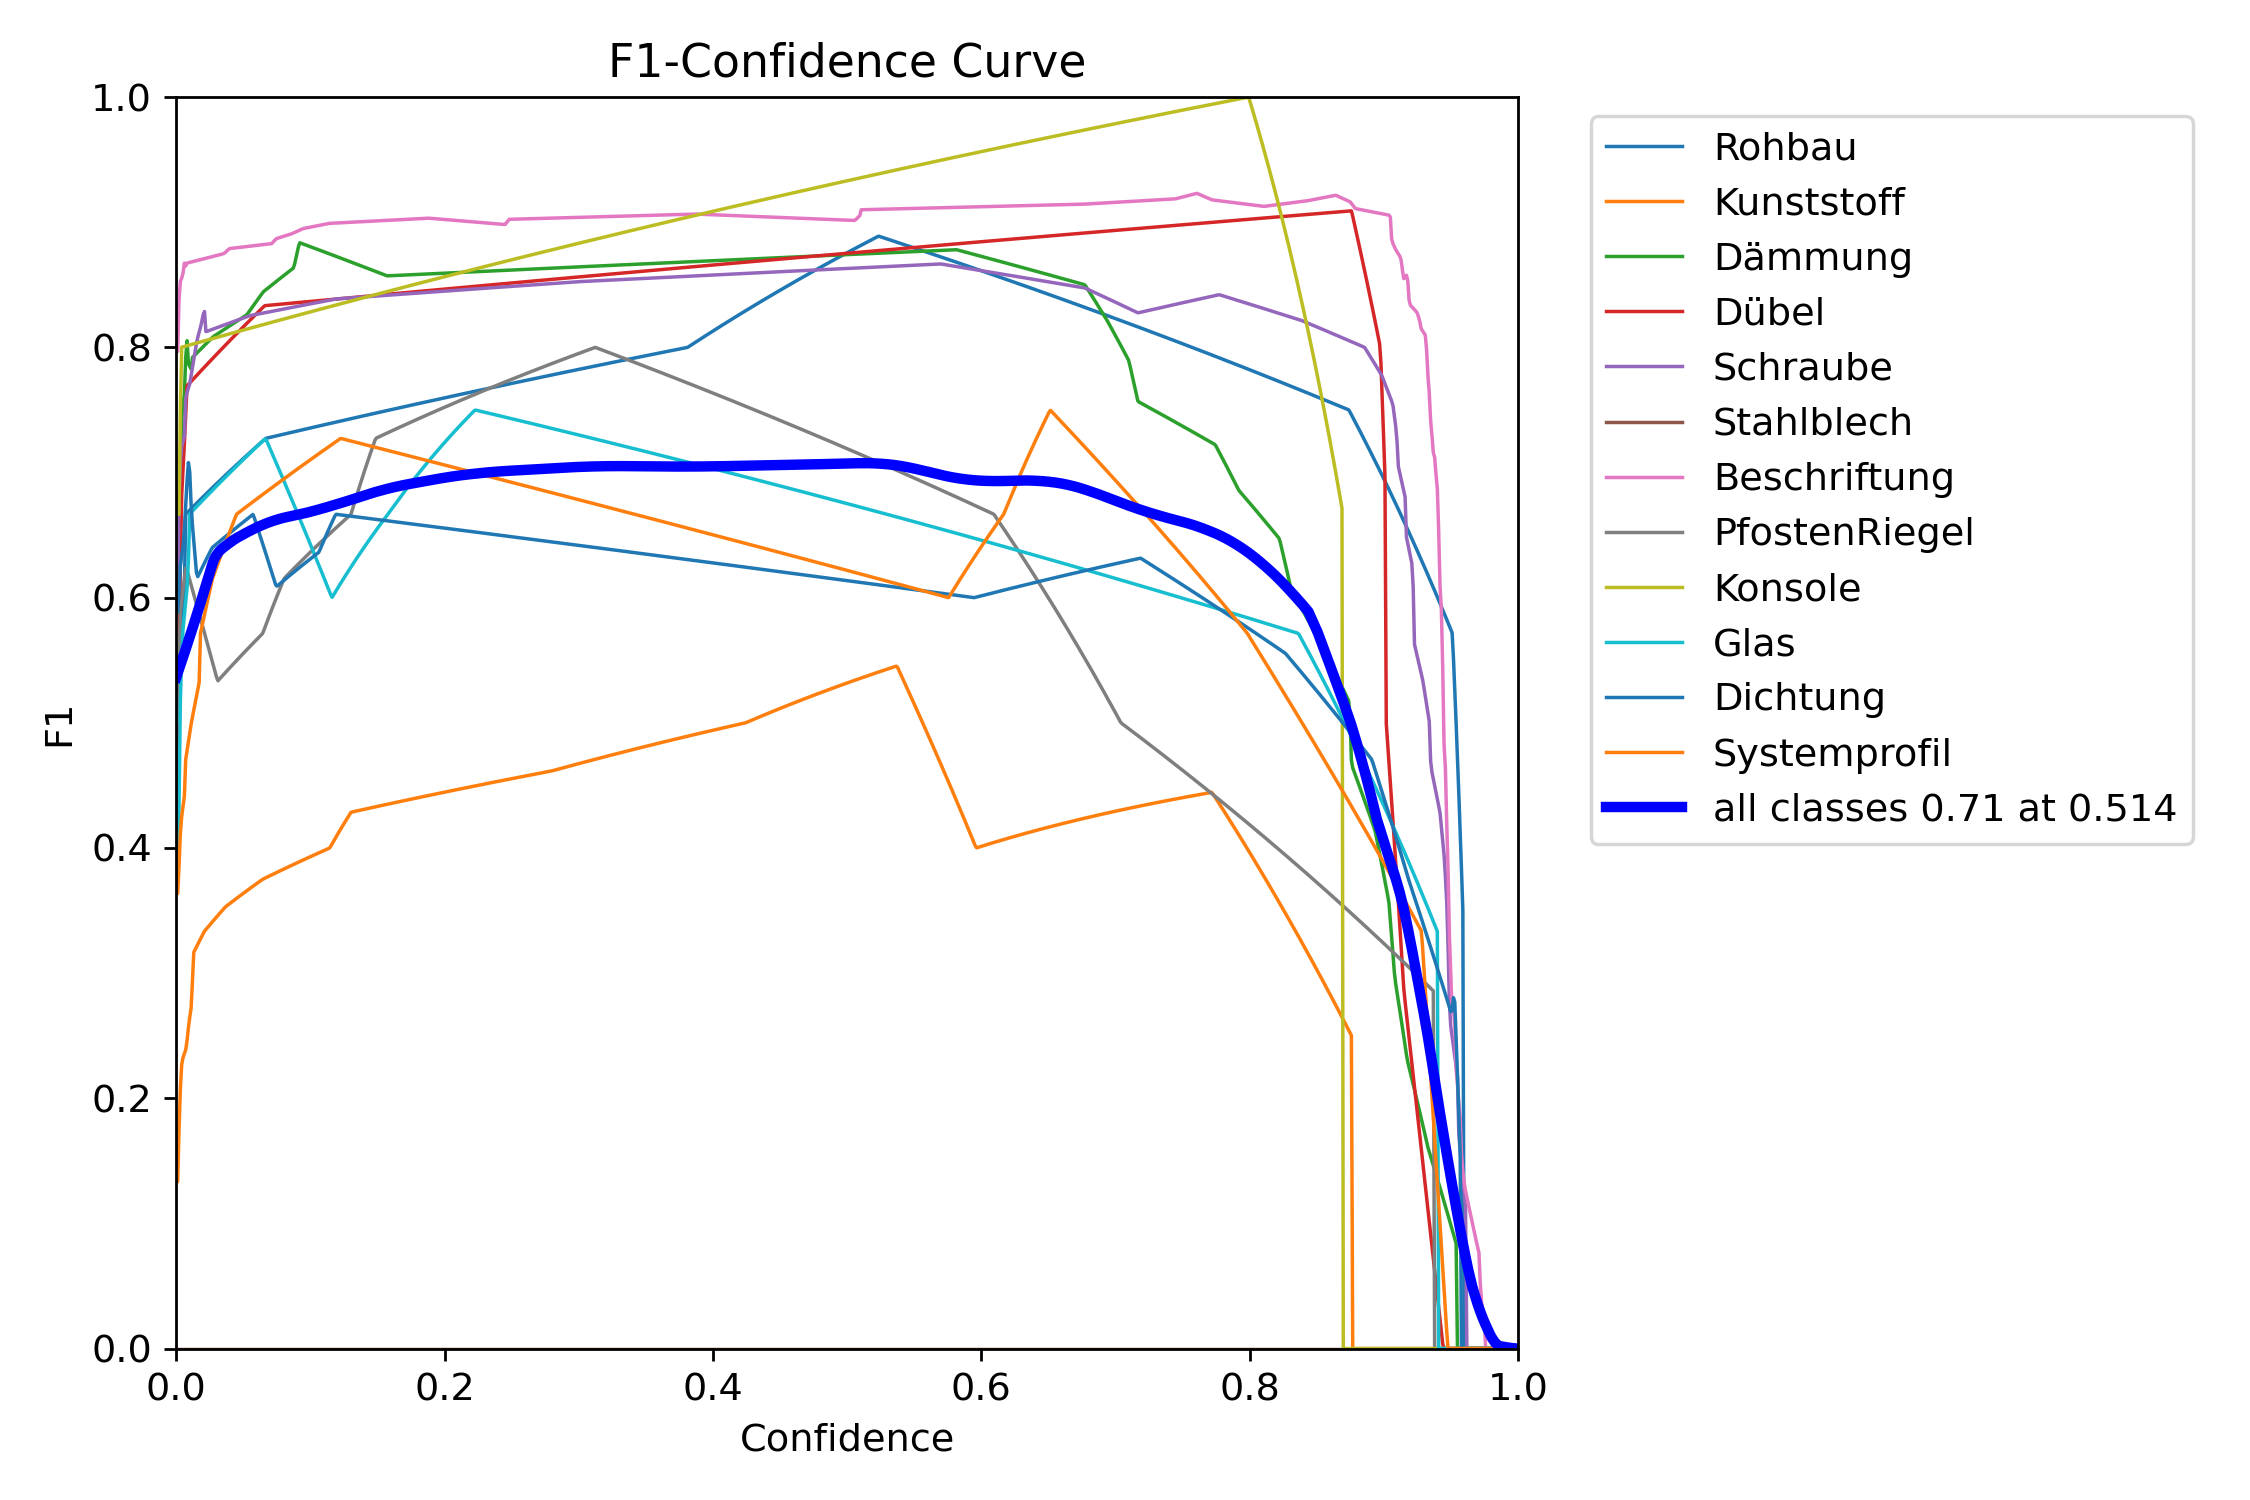 F1-Confidence Curve
1.0
0.8
0.6
0.4
0.2
0.0
F1
0.0 0.2 0.4 0.6 0.8 1.0
Confidence
Rohbau
Kunststoff
Dämmung
Dübel
Schraube
Stahlblech
Beschriftung
PfostenRiegel
Konsole
Glas
Dichtung
Systemprofil
all classes 0.71 at 0.514